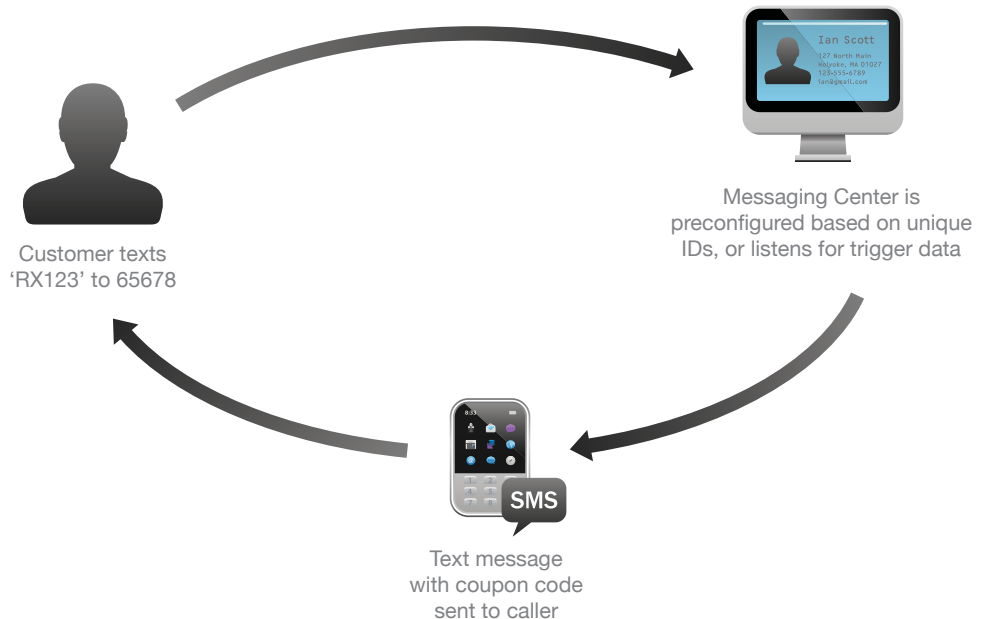 Ian Scott
127 North Main
Holyoke, MA 01027
123-555-6789
ian@gmail.com
Messaging Center is
preconfigured based on unique
IDs, or listens for trigger data
Customer texts
‘RX123’ to 65678
8:33
SMS
Text message
with coupon code
sent to caller